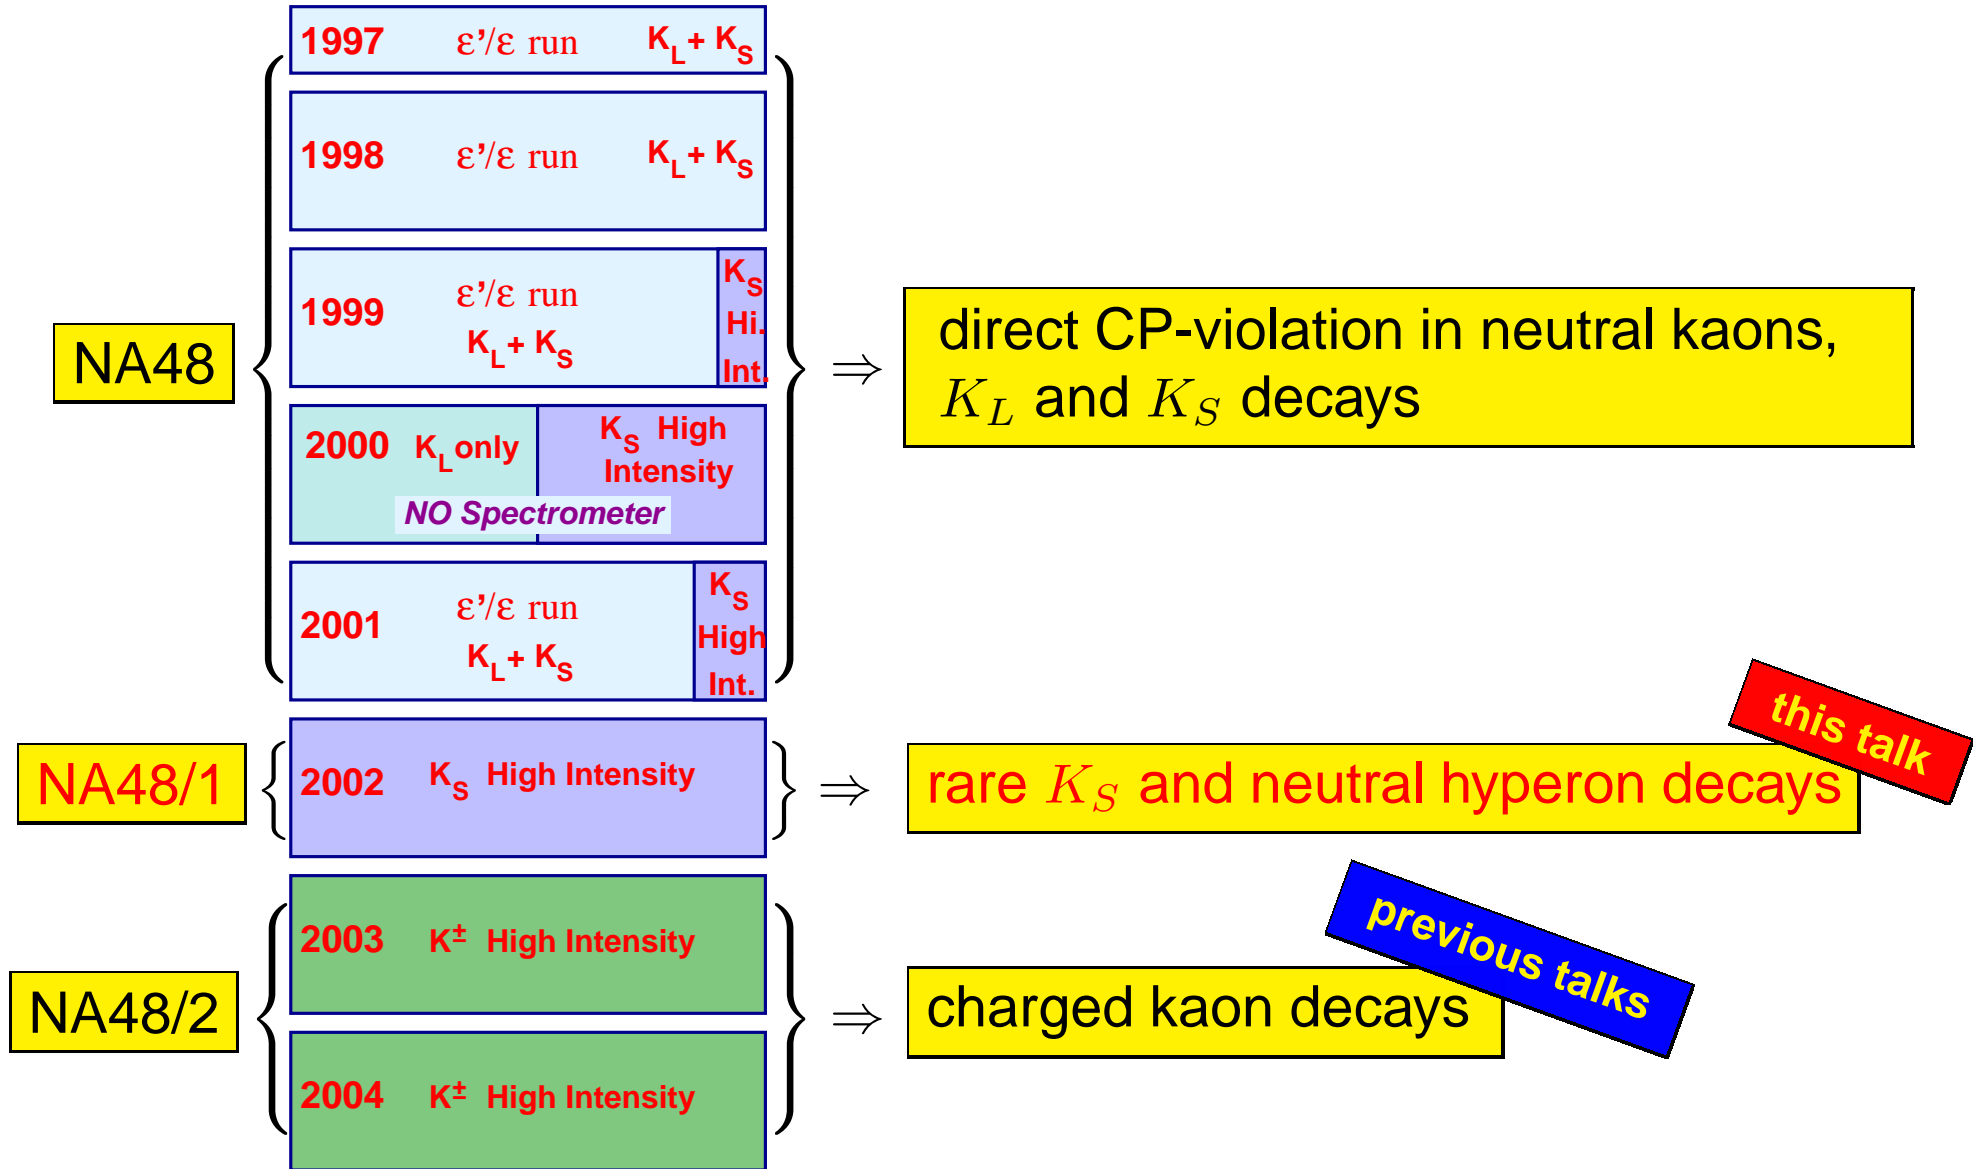 1997 ε'/ε run K_L + K_S
1998 ε'/ε run K_L + K_S
1999 ε'/ε run
K_L + K_S
K_S
Hi.
Int.
NA48
⇒
direct CP-violation in neutral kaons,
K_L and K_S decays
2000 K_L only
K_S High
Intensity
NO Spectrometer
2001 ε'/ε run
K_L + K_S
K_S
High
Int.
NA48/1
2002 K_S High Intensity
⇒
rare K_S and neutral hyperon decays
this talk
NA48/2
2003 K± High Intensity
2004 K± High Intensity
⇒
charged kaon decays
previous talks